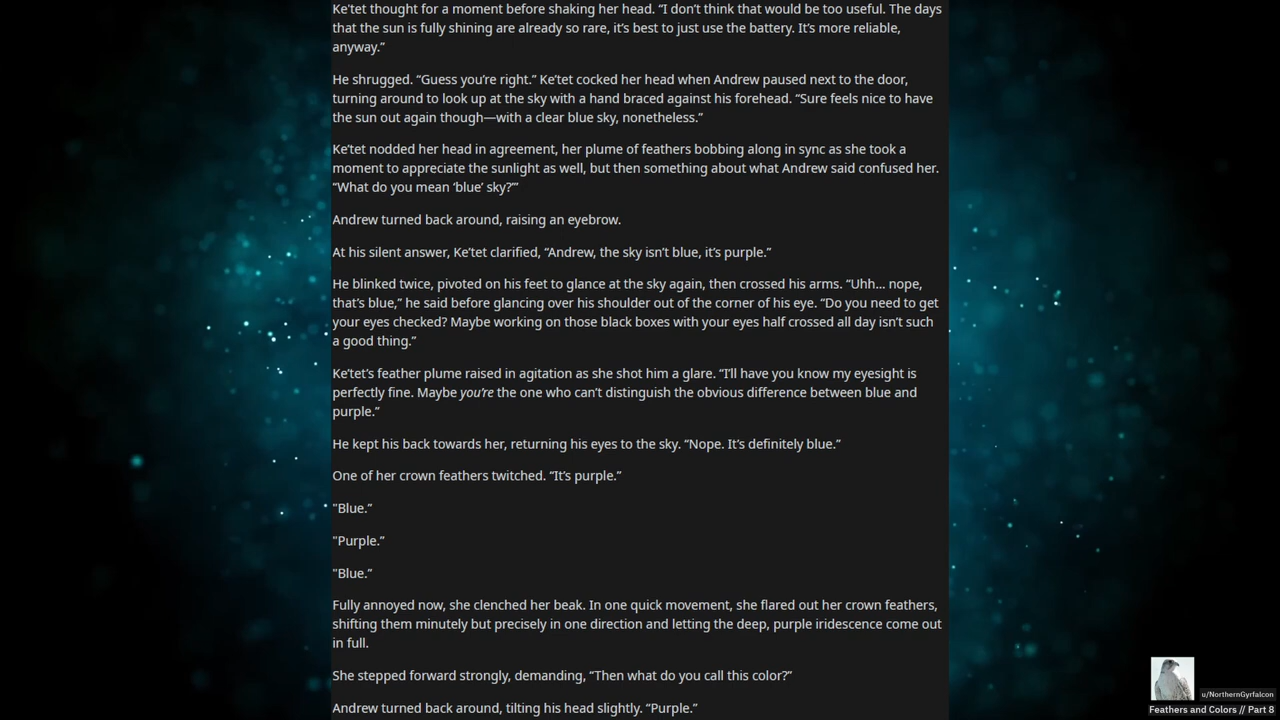 Ke’tet thought for a moment before shaking her head. “I don’t think that would be too useful. The days
that the sun is fully shining are already so rare, it’s best to just use the battery. It’s more reliable,
anyway.”
He shrugged. “Guess you’re right.” Ke’tet cocked her head when Andrew paused next to the door,
turning around to look up at the sky with a hand braced against his forehead. “Sure feels nice to have
the sun out again though—with a clear blue sky, nonetheless.”
Ke’tet nodded her head in agreement, her plume of feathers bobbing along in sync as she took a
moment to appreciate the sunlight as well, but then something about what Andrew said confused her.
“What do you mean ‘blue’ sky?’”
Andrew turned back around, raising an eyebrow.
At his silent answer, Ke’tet clarified, “Andrew, the sky isn’t blue, it’s purple.”
He blinked twice, pivoted on his feet to glance at the sky again, then crossed his arms. “Uhh... nope,
that’s blue,” he said before glancing over his shoulder out of the corner of his eye. “Do you need to get
your eyes checked? Maybe working on those black boxes with your eyes half crossed all day isn’t such
a good thing.”
Ke’tet’s feather plume raised in agitation as she shot him a glare. “I’ll have you know my eyesight is
perfectly fine. Maybe you’re the one who can’t distinguish the obvious difference between blue and
purple.”
He kept his back towards her, returning his eyes to the sky. “Nope. It’s definitely blue.”
One of her crown feathers twitched. “It’s purple.”
"Blue.”
"Purple.”
"Blue.”
Fully annoyed now, she clenched her beak. In one quick movement, she flared out her crown feathers,
shifting them minutely but precisely in one direction and letting the deep, purple iridescence come out
in full.
She stepped forward strongly, demanding, “Then what do you call this color?”
Andrew turned back around, tilting his head slightly. “Purple.”
u/NorthernGyrfalcon
Feathers and Colors // Part 8